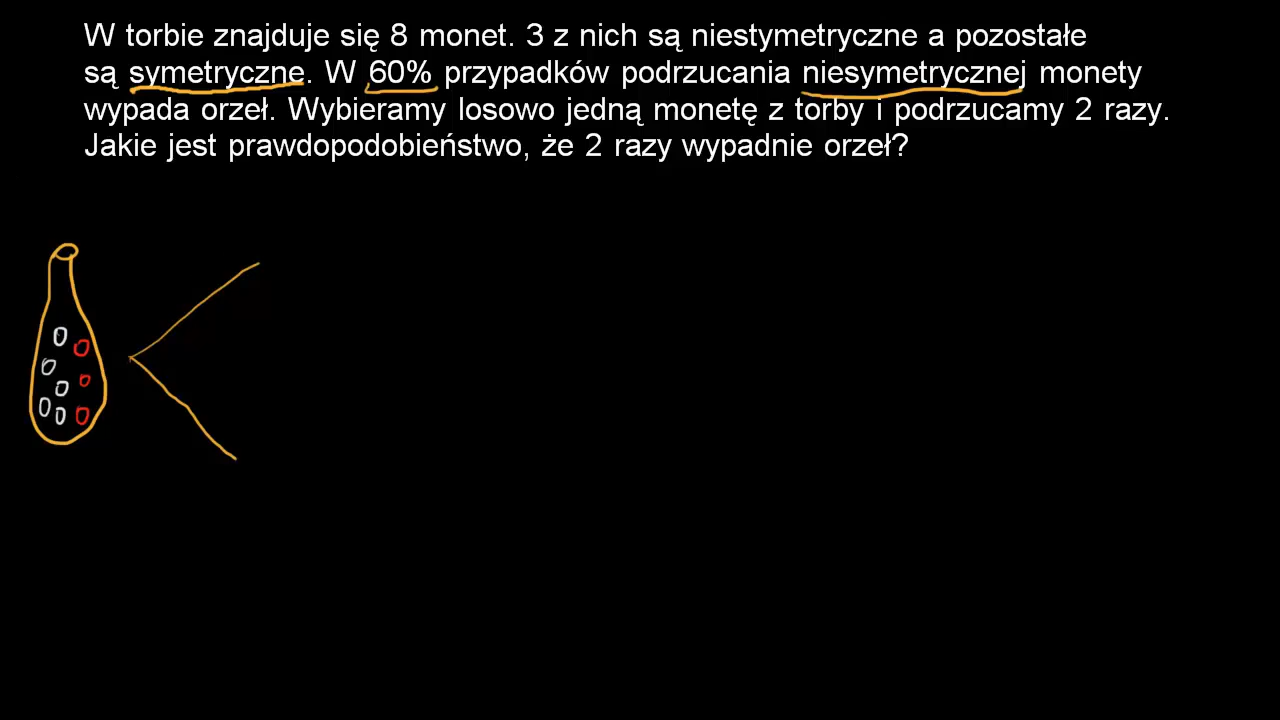 W torbie znajduje się 8 monet. 3 z nich są niestymetryczne a pozostałe
są symetryczne. W 60% przypadków podrzucania niesymetrycznej monety
wypada orzeł. Wybieramy losowo jedną monetę z torby i podrzucamy 2 razy.
Jakie jest prawdopodobieństwo, że 2 razy wypadnie orzeł?